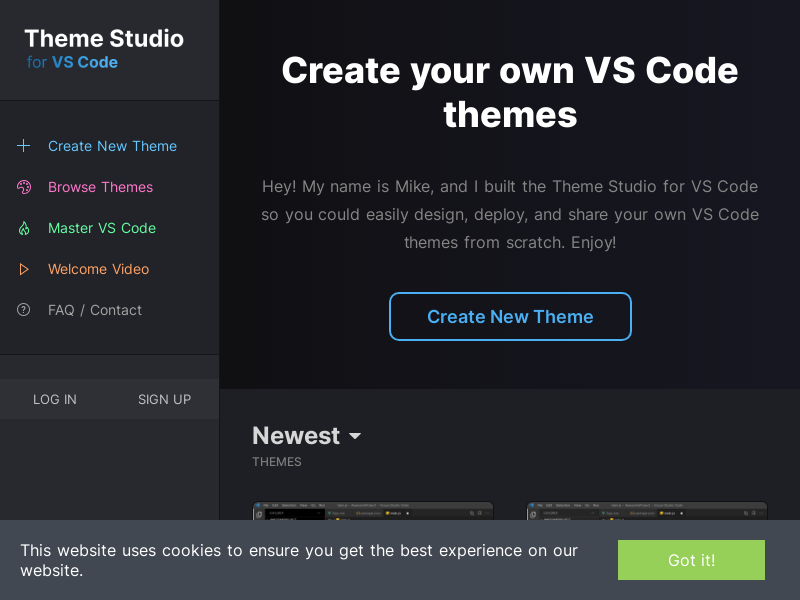 Theme Studio
for VS Code
Create New Theme
Browse Themes
Master VS Code
Welcome Video
FAQ / Contact
LOG IN
SIGN UP
Create your own VS Code
themes
Hey! My name is Mike, and I built the Theme Studio for VS Code
so you could easily design, deploy, and share your own VS Code
themes from scratch. Enjoy!
Create New Theme
Newest
THEMES
This website uses cookies to ensure you get the best experience on our
website.
Got it!